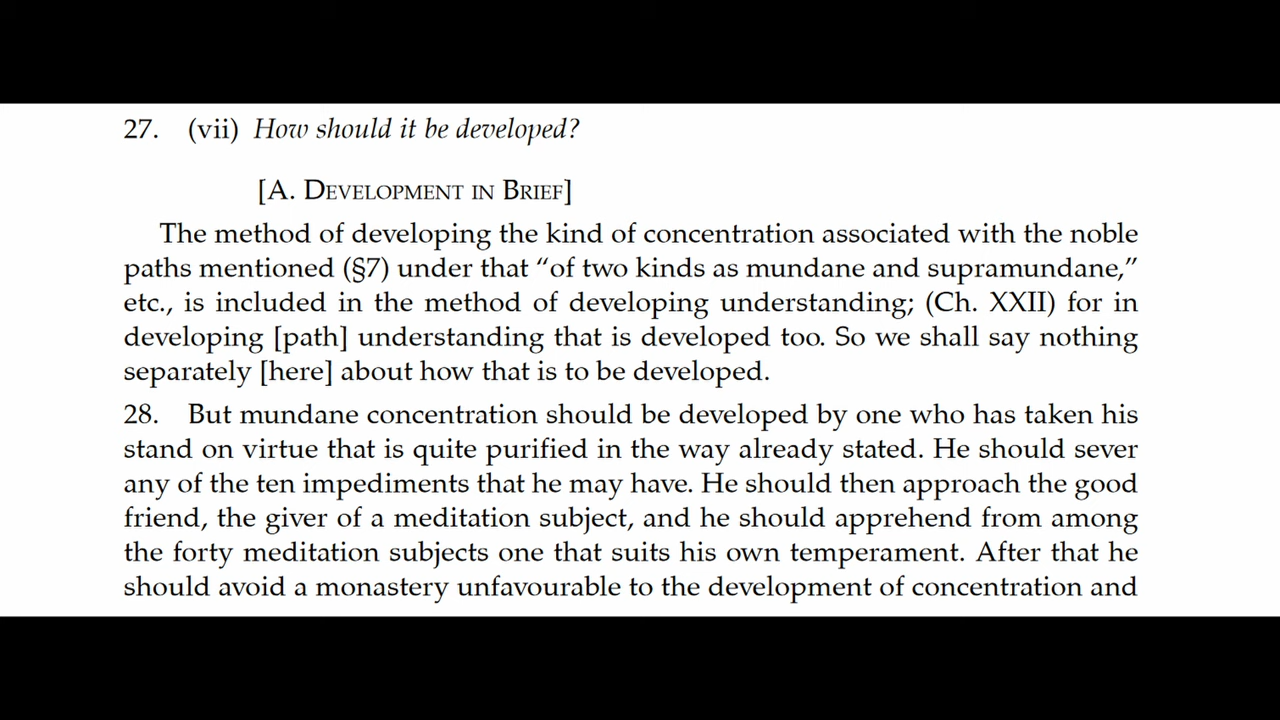 27. (vii) How should it be developed?
[A. DEVELOPMENT IN BRIEF]
The method of developing the kind of concentration associated with the noble
paths mentioned (§7) under that “of two kinds as mundane and supramundane,”
etc., is included in the method of developing understanding; (Ch. XXII) for in
developing [path] understanding that is developed too. So we shall say nothing
separately [here] about how that is to be developed.
28. But mundane concentration should be developed by one who has taken his
stand on virtue that is quite purified in the way already stated. He should sever
any of the ten impediments that he may have. He should then approach the good
friend, the giver of a meditation subject, and he should apprehend from among
the forty meditation subjects one that suits his own temperament. After that he
should avoid a monastery unfavourable to the development of concentration and